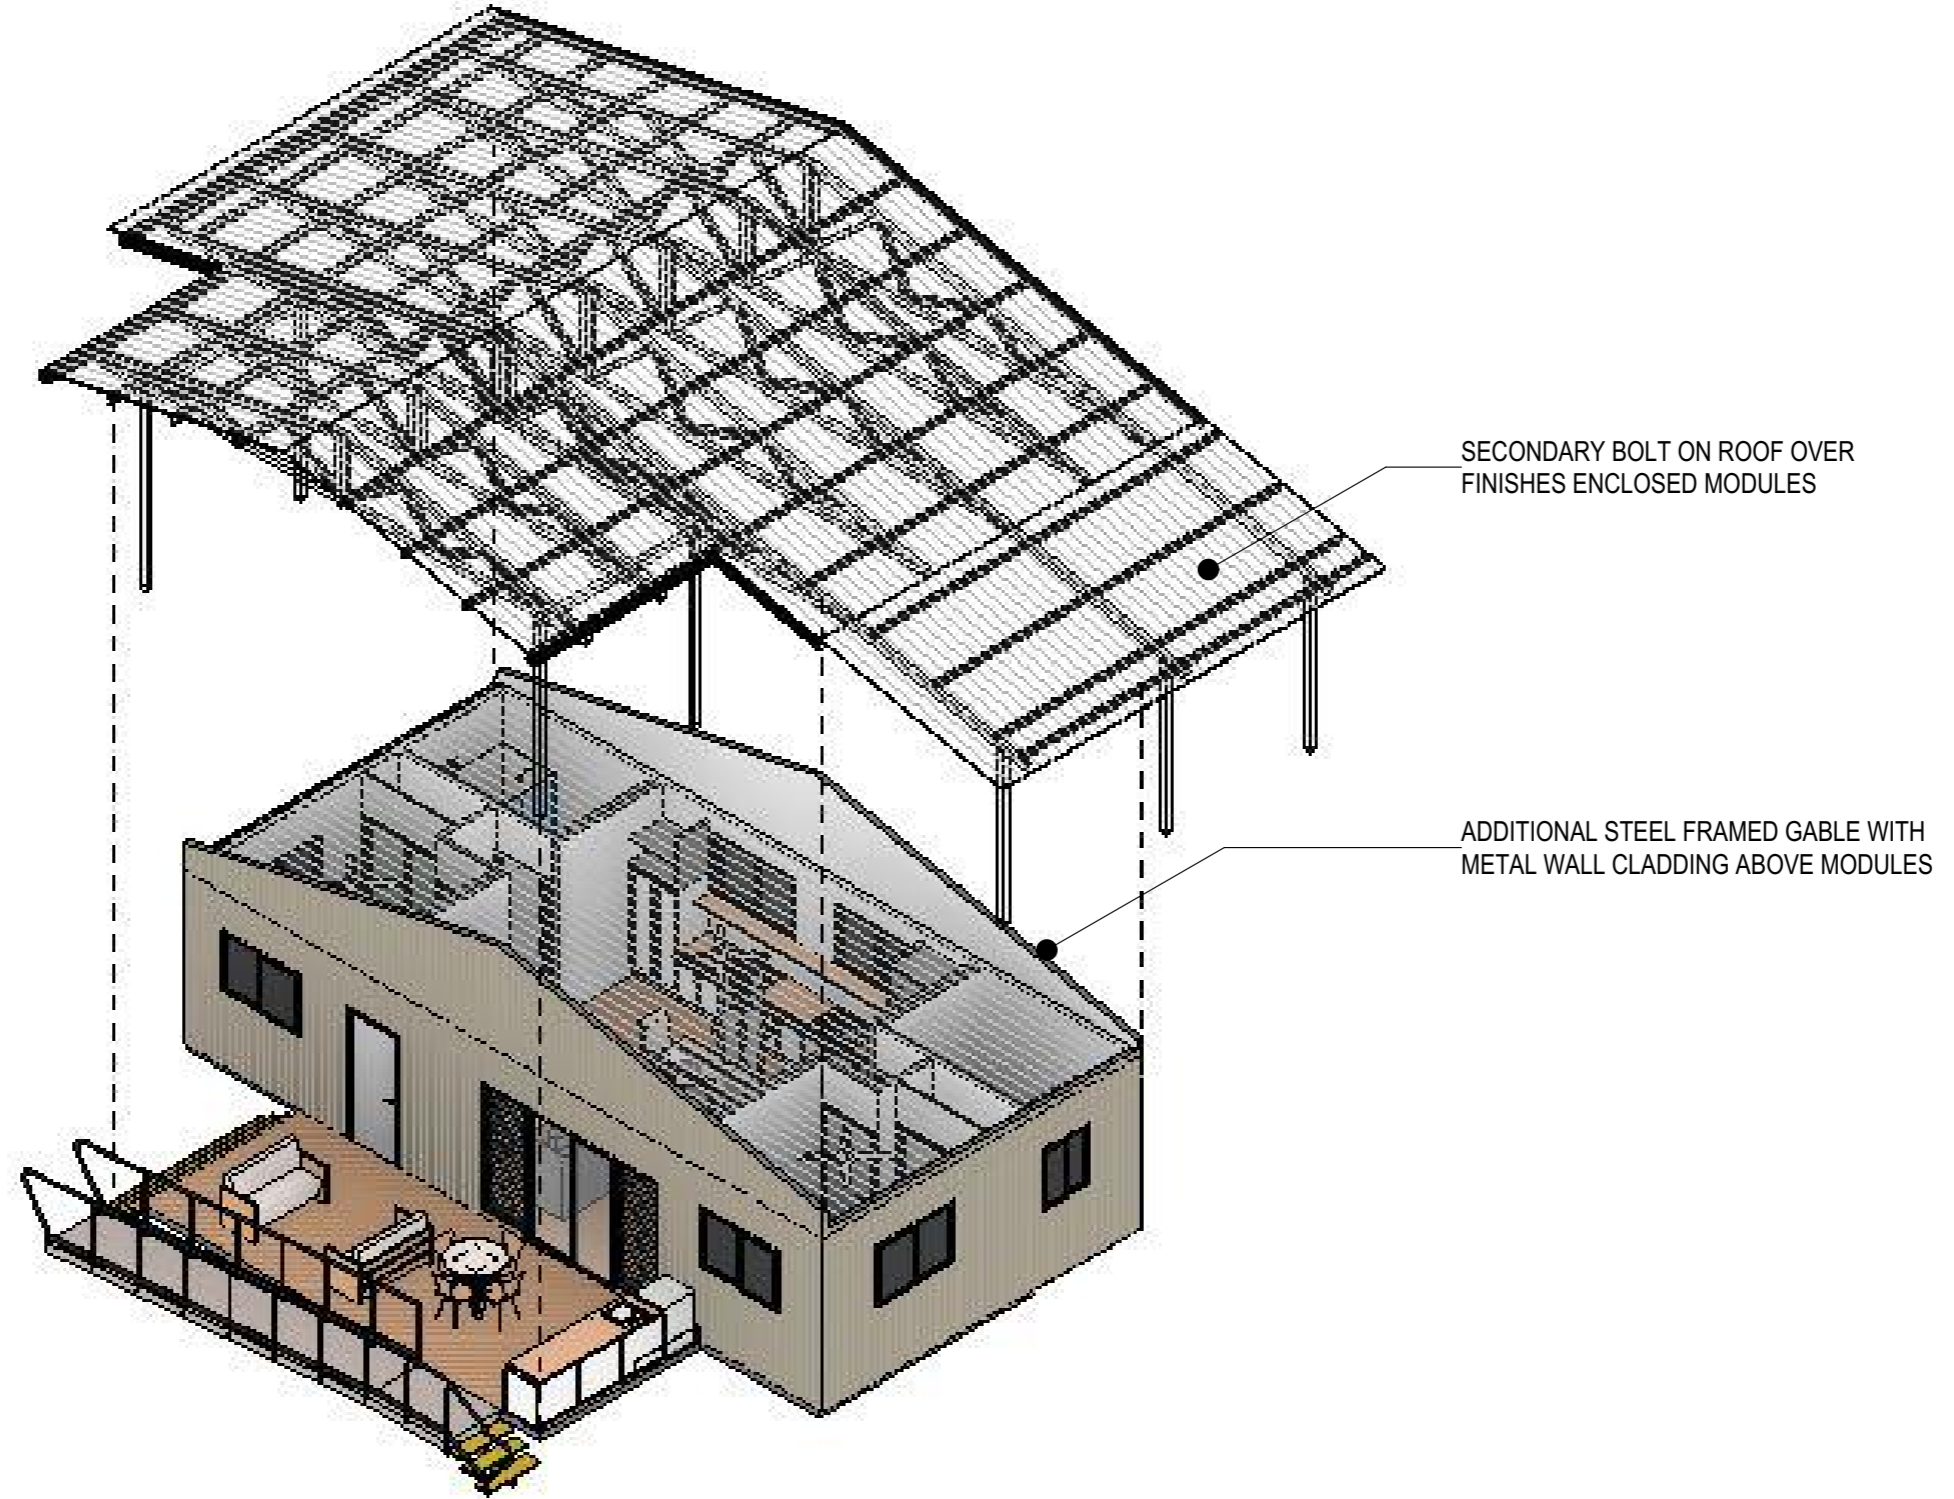 SECONDARY BOLT ON ROOF OVER
FINISHES ENCLOSED MODULES
ADDITIONAL STEEL FRAMED GABLE WITH
METAL WALL CLADDING ABOVE MODULES